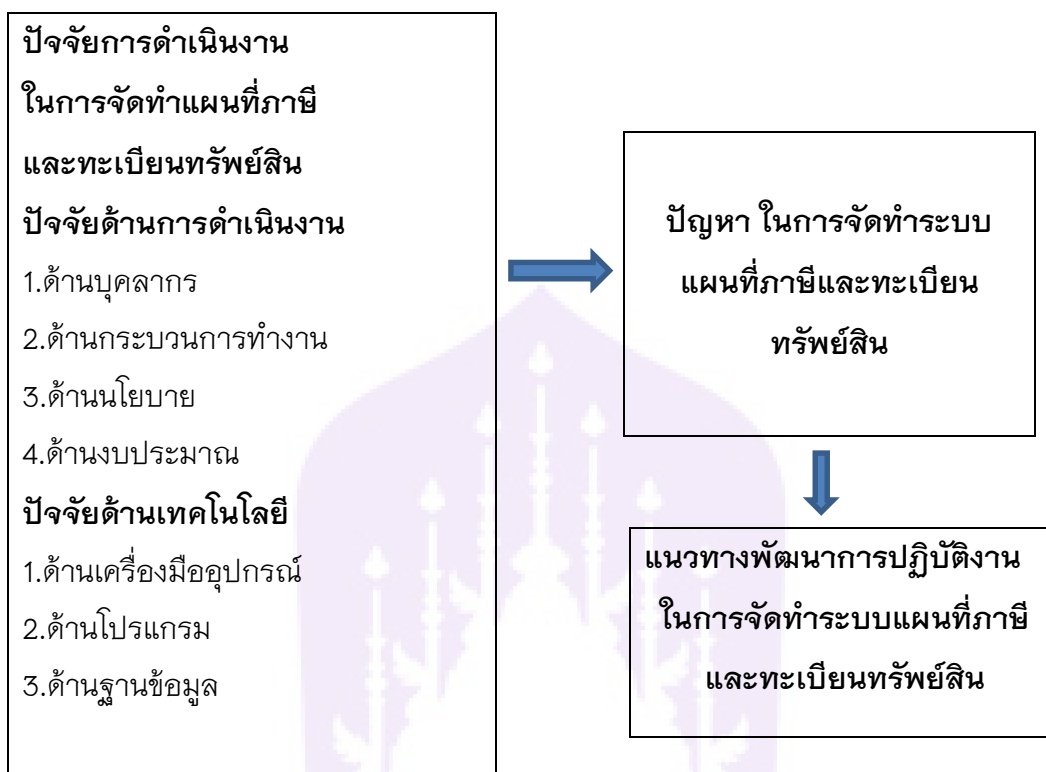 ปัจจัยการดำเนินงาน
ในการจัดทำแผนที่ภาษี
และทะเบียนทรัพย์สิน
ปัจจัยด้านการดำเนินงาน
1.ด้านบุคลากร
2.ด้านกระบวนการทำงาน
3.ด้านนโยบาย
4.ด้านงบประมาณ
ปัจจัยด้านเทคโนโลยี
1.ด้านเครื่องมืออุปกรณ์
2.ด้านโปรแกรม
3.ด้านฐานข้อมูล
ปัญหา ในการจัดทำระบบ
แผนที่ภาษีและทะเบียน
ทรัพย์สิน
แนวทางพัฒนาการปฏิบัติงาน
ในการจัดทำระบบแผนที่ภาษี
และทะเบียนทรัพย์สิน